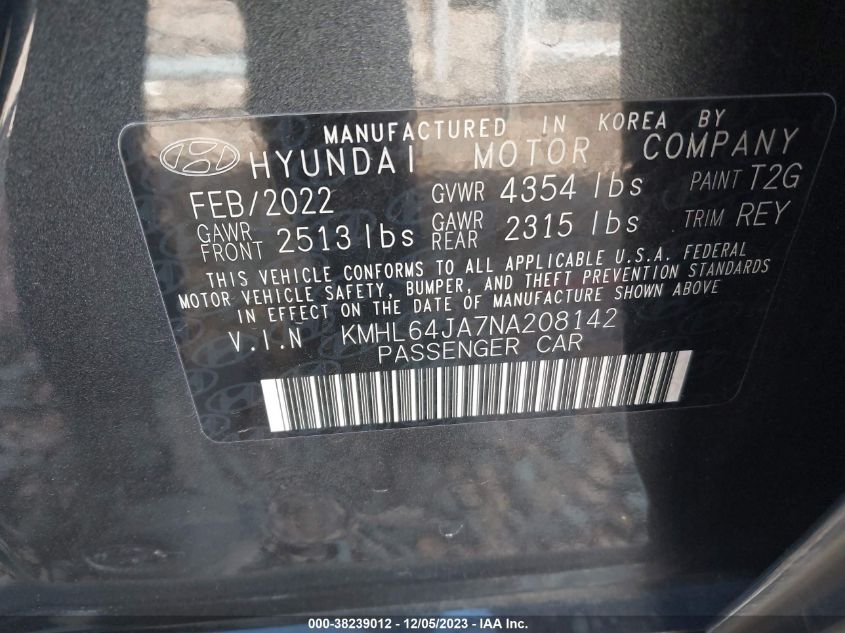 MANUFACTURED IN KOREA BY
HYUNDAI MOTOR COMPANY
FEB/2022 GVWR 4354 lbs PAINT T2G
GAWR FRONT 2513 lbs GAWR REAR 2315 lbs TRIM REY
THIS VEHICLE CONFORMS TO ALL APPLICABLE U.S.A. FEDERAL
MOTOR VEHICLE SAFETY, BUMPER, AND THEFT PREVENTION STANDARDS
IN EFFECT ON THE DATE OF MANUFACTURE SHOWN ABOVE
V.I.N KMHL64JA7NA208142
PASSENGER CAR
000-38239012 - 12/05/2023 - IAA Inc.